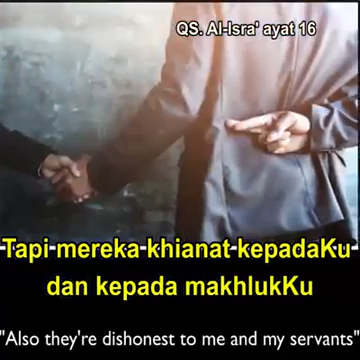 QS. Al-Isra' ayat 16
Tapi mereka khianat kepadaKu
dan kepada makhlukKu
"Also they're dishonest to me and my servants"